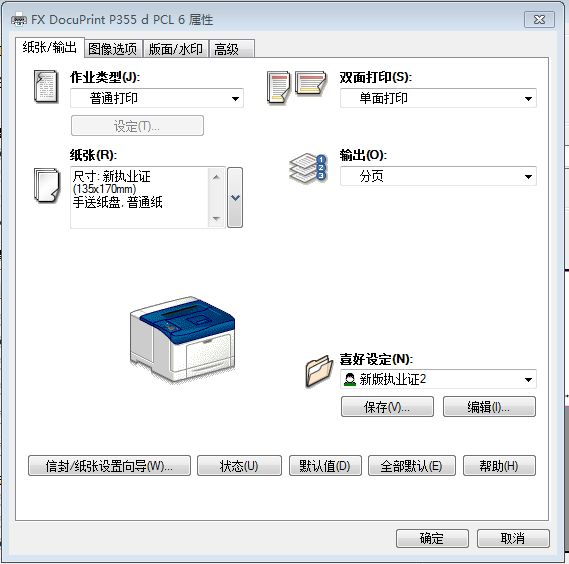 FX DocuPrint P355 d PCL 6 属性
纸张/输出 图像选项 版面/水印 高级
作业类型(J):
普通打印
设定(T)...
纸张(R):
尺寸: 新执业证
(135x170mm)
手送纸盘, 普通纸
双面打印(S):
单面打印
输出(O):
1
2
3
分页
喜好设定(N):
新版执业证2
保存(V)... 编辑(I)...
信封/纸张设置向导(W)... 状态(U) 默认值(D) 全部默认(E) 帮助(H)
确定 取消